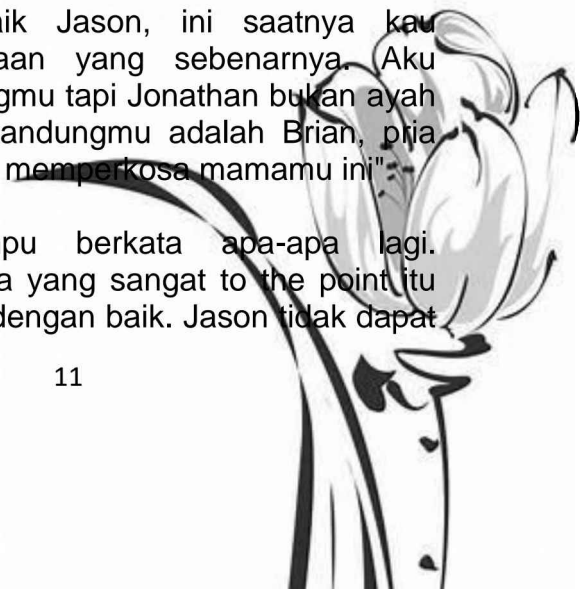 aik Jason, ini saatnya kau
aan yang sebenarnya. Aku
gmu tapi Jonathan bukan ayah
andungmu adalah Brian, pria
memperkosa mamamu ini"
pu berkata apa-apa lagi.
a yang sangat to the point itu
dengan baik. Jason tidak dapat
11